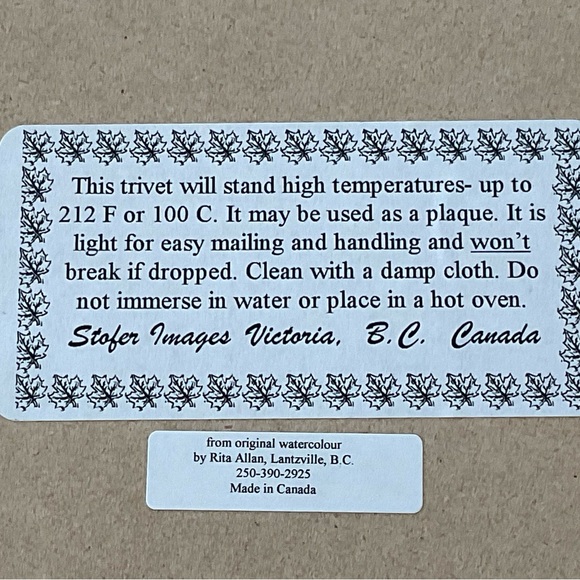 This trivet will stand high temperatures- up to
212 F or 100 C. It may be used as a plaque. It is
light for easy mailing and handling and won't
break if dropped. Clean with a damp cloth. Do
not immerse in water or place in a hot oven.
Stofer Images Victoria, B.C. Canada
from original watercolour
by Rita Allan, Lantzville, B.C.
250-390-2925
Made in Canada